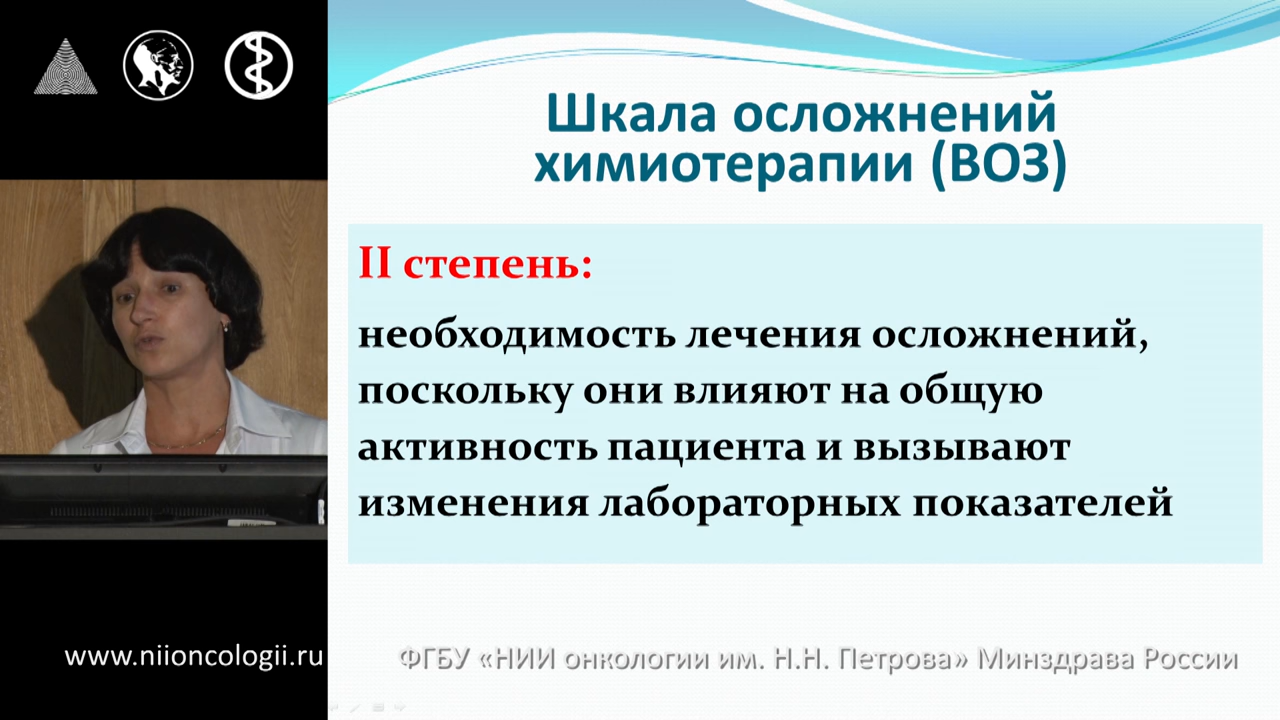 Шкала осложнений
химиотерапии (ВОЗ)
II степень:
необходимость лечения осложнений,
поскольку они влияют на общую
активность пациента и вызывают
изменения лабораторных показателей
www.niioncologii.ru
ФГБУ «НИИ онкологии им. Н.Н. Петрова» Минздрава России